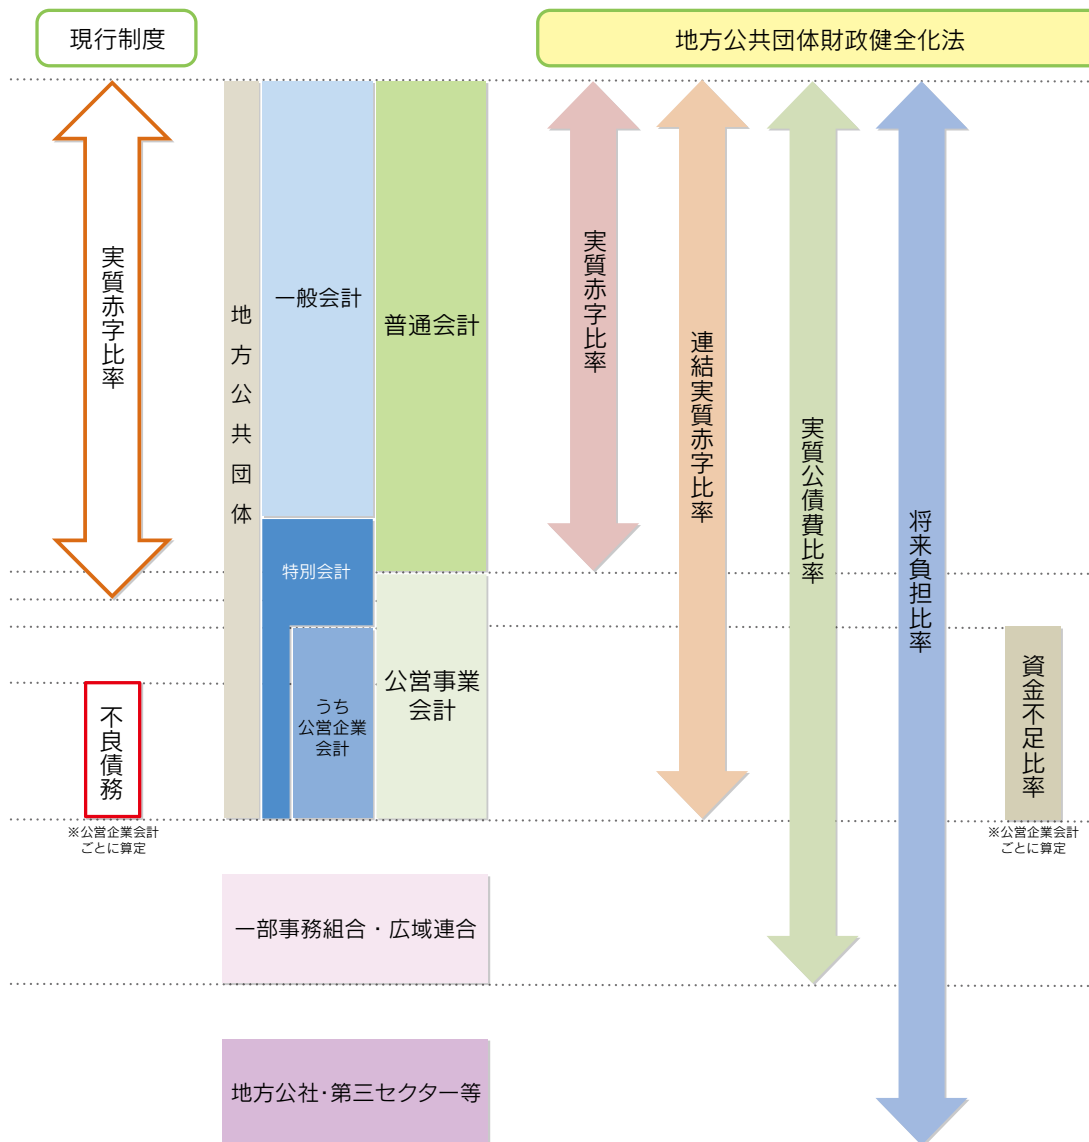 現行制度
地方公共団体財政健全化法
実質赤字比率
地方公共団体
一般会計
普通会計
特別会計
うち
公営企業
会計
公営事業
会計
実質赤字比率
連結実質赤字比率
実質公債費比率
将来負担比率
不良債務
※公営企業会計
ごとに算定
資金不足比率
※公営企業会計
ごとに算定
一部事務組合・広域連合
地方公社・第三セクター等